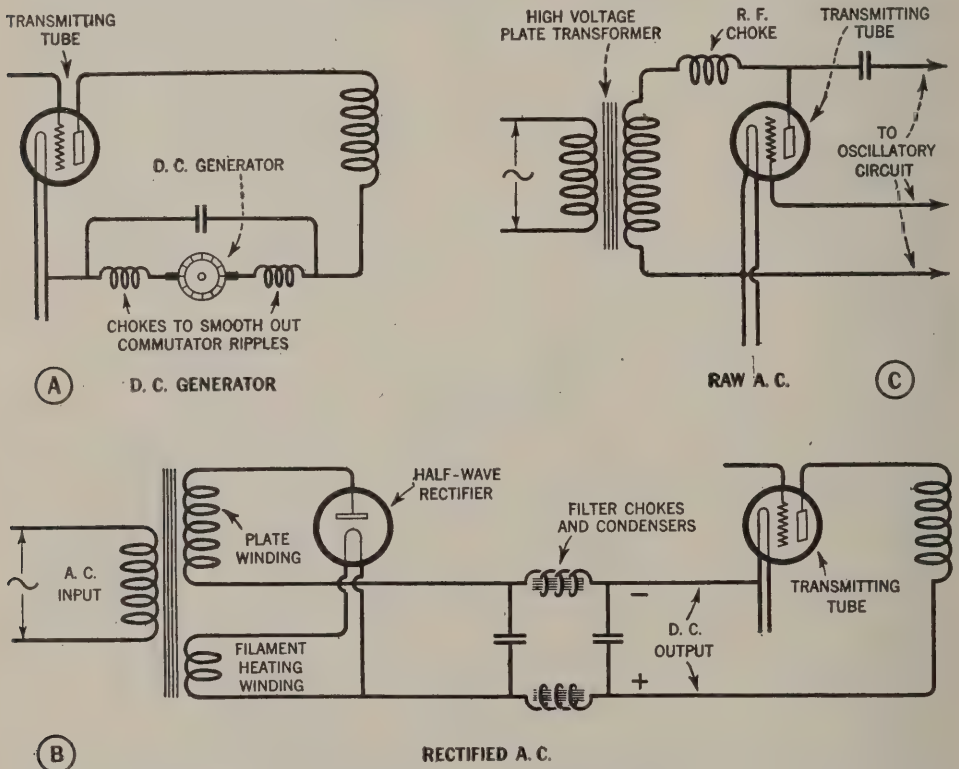 TRANSMITTING
TUBE
D. C. GENERATOR
CHOKES TO SMOOTH OUT
COMMUTATOR RIPPLES
A
D. C. GENERATOR
HIGH VOLTAGE
PLATE TRANSFORMER
R. F.
CHOKE
TRANSMITTING
TUBE
TO
OSCILLATORY
CIRCUIT
RAW A. C.
C
A. C.
INPUT
PLATE
WINDING
HALF-WAVE
RECTIFIER
FILAMENT
HEATING
WINDING
FILTER CHOKES
AND CONDENSERS
−
D. C.
OUTPUT
+
TRANSMITTING
TUBE
B
RECTIFIED A. C.